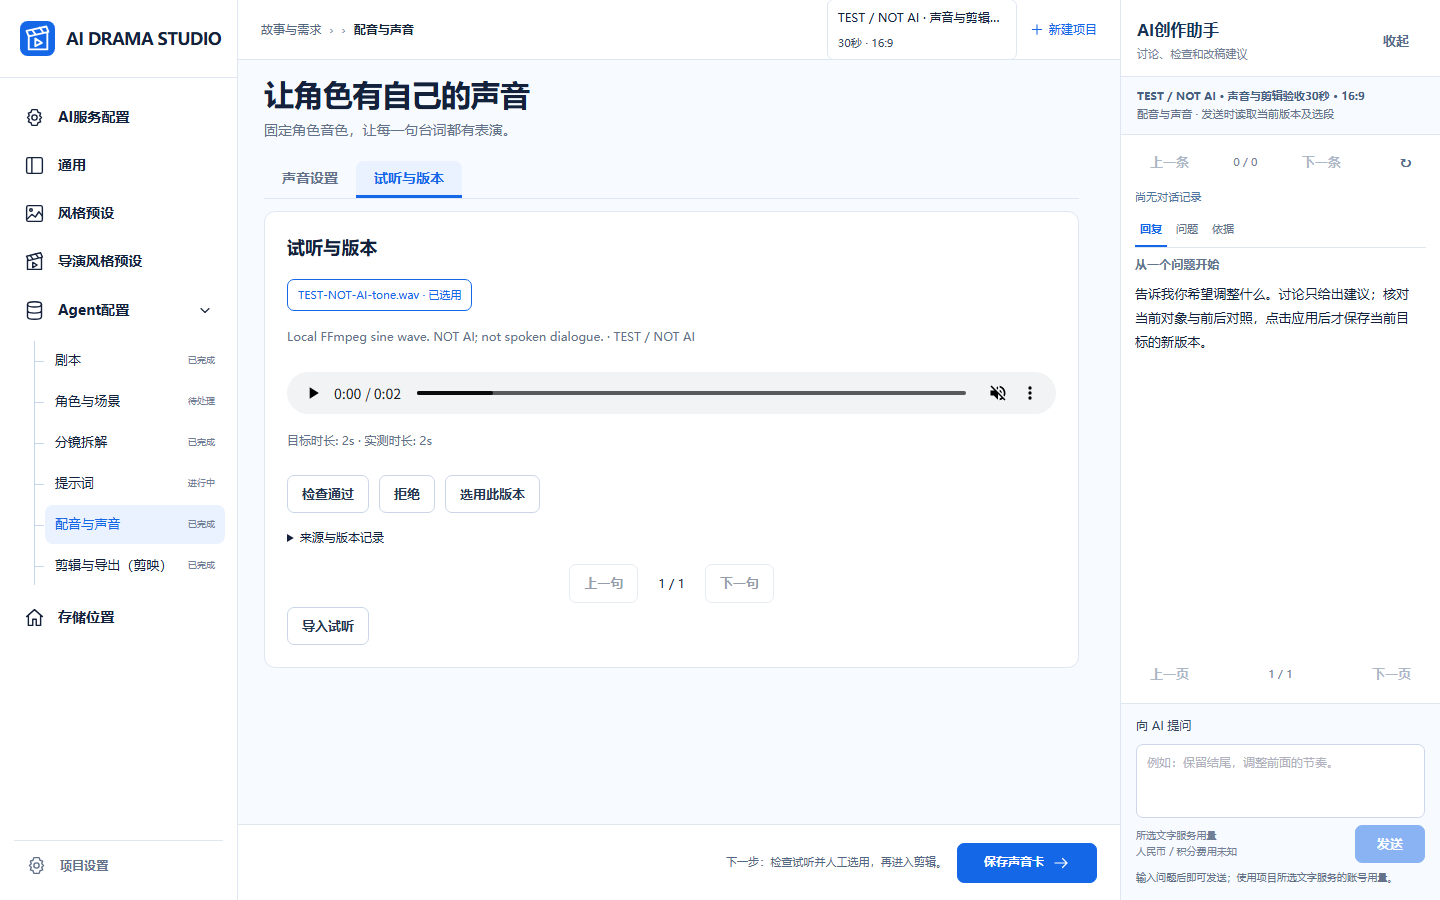 AI DRAMA STUDIO
AI服务配置
通用
风格预设
导演风格预设
Agent配置
剧本 已完成
角色与场景 待处理
分镜拆解 已完成
提示词 进行中
配音与声音 已完成
剪辑与导出（剪映） 已完成
存储位置
项目设置
故事与需求 › › 配音与声音
TEST / NOT AI · 声音与剪辑...
30秒 · 16:9
＋ 新建项目
让角色有自己的声音
固定角色音色，让每一句台词都有表演。
声音设置 试听与版本
试听与版本
TEST-NOT-AI-tone.wav · 已选用
Local FFmpeg sine wave. NOT AI; not spoken dialogue. · TEST / NOT AI
0:00 / 0:02
目标时长: 2s · 实测时长: 2s
检查通过 拒绝 选用此版本
▶ 来源与版本记录
上一句 1 / 1 下一句
导入试听
下一步：检查试听并人工选用，再进入剪辑。 保存声音卡 →
AI创作助手
收起
讨论、检查和改稿建议
TEST / NOT AI • 声音与剪辑验收30秒 • 16:9
配音与声音 · 发送时读取当前版本及选段
上一条 0 / 0 下一条 ↻
尚无对话记录
回复 问题 依据
从一个问题开始
告诉我你希望调整什么。讨论只给出建议；核对
当前对象与前后对照，点击应用后才保存当前目
标的新版本。
上一页 1 / 1 下一页
向 AI 提问
例如：保留结尾，调整前面的节奏。
所选文字服务用量
人民币 / 积分费用未知
发送
输入问题后即可发送；使用项目所选文字服务的账号用量。